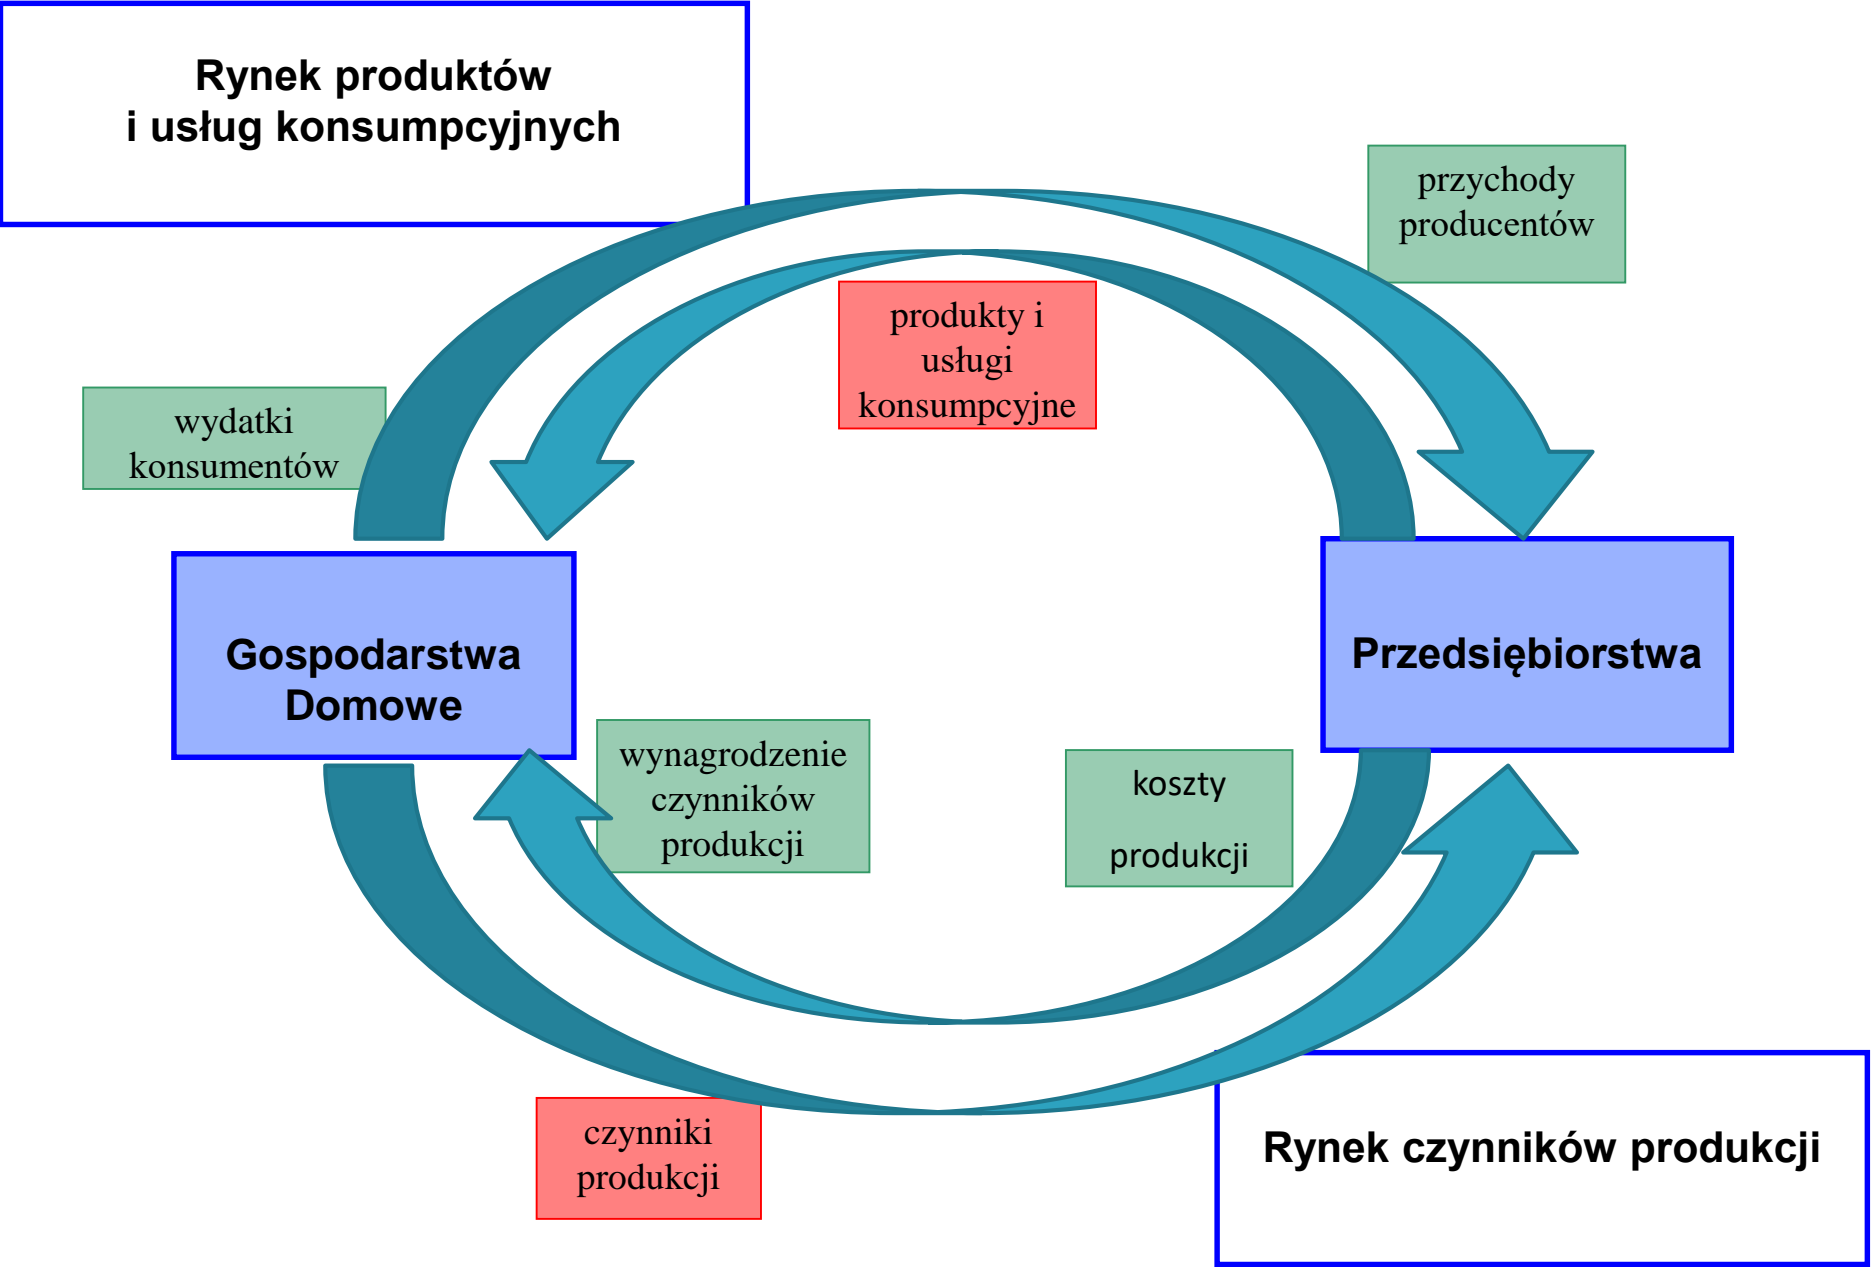 Rynek produktów
i usług konsumpcyjnych
przychody
producentów
produkty i
usługi
konsumpcyjne
wydatki
konsumentów
Gospodarstwa
Domowe
Przedsiębiorstwa
wynagrodzenie
czynników
produkcji
koszty
produkcji
czynniki
produkcji
Rynek czynników produkcji